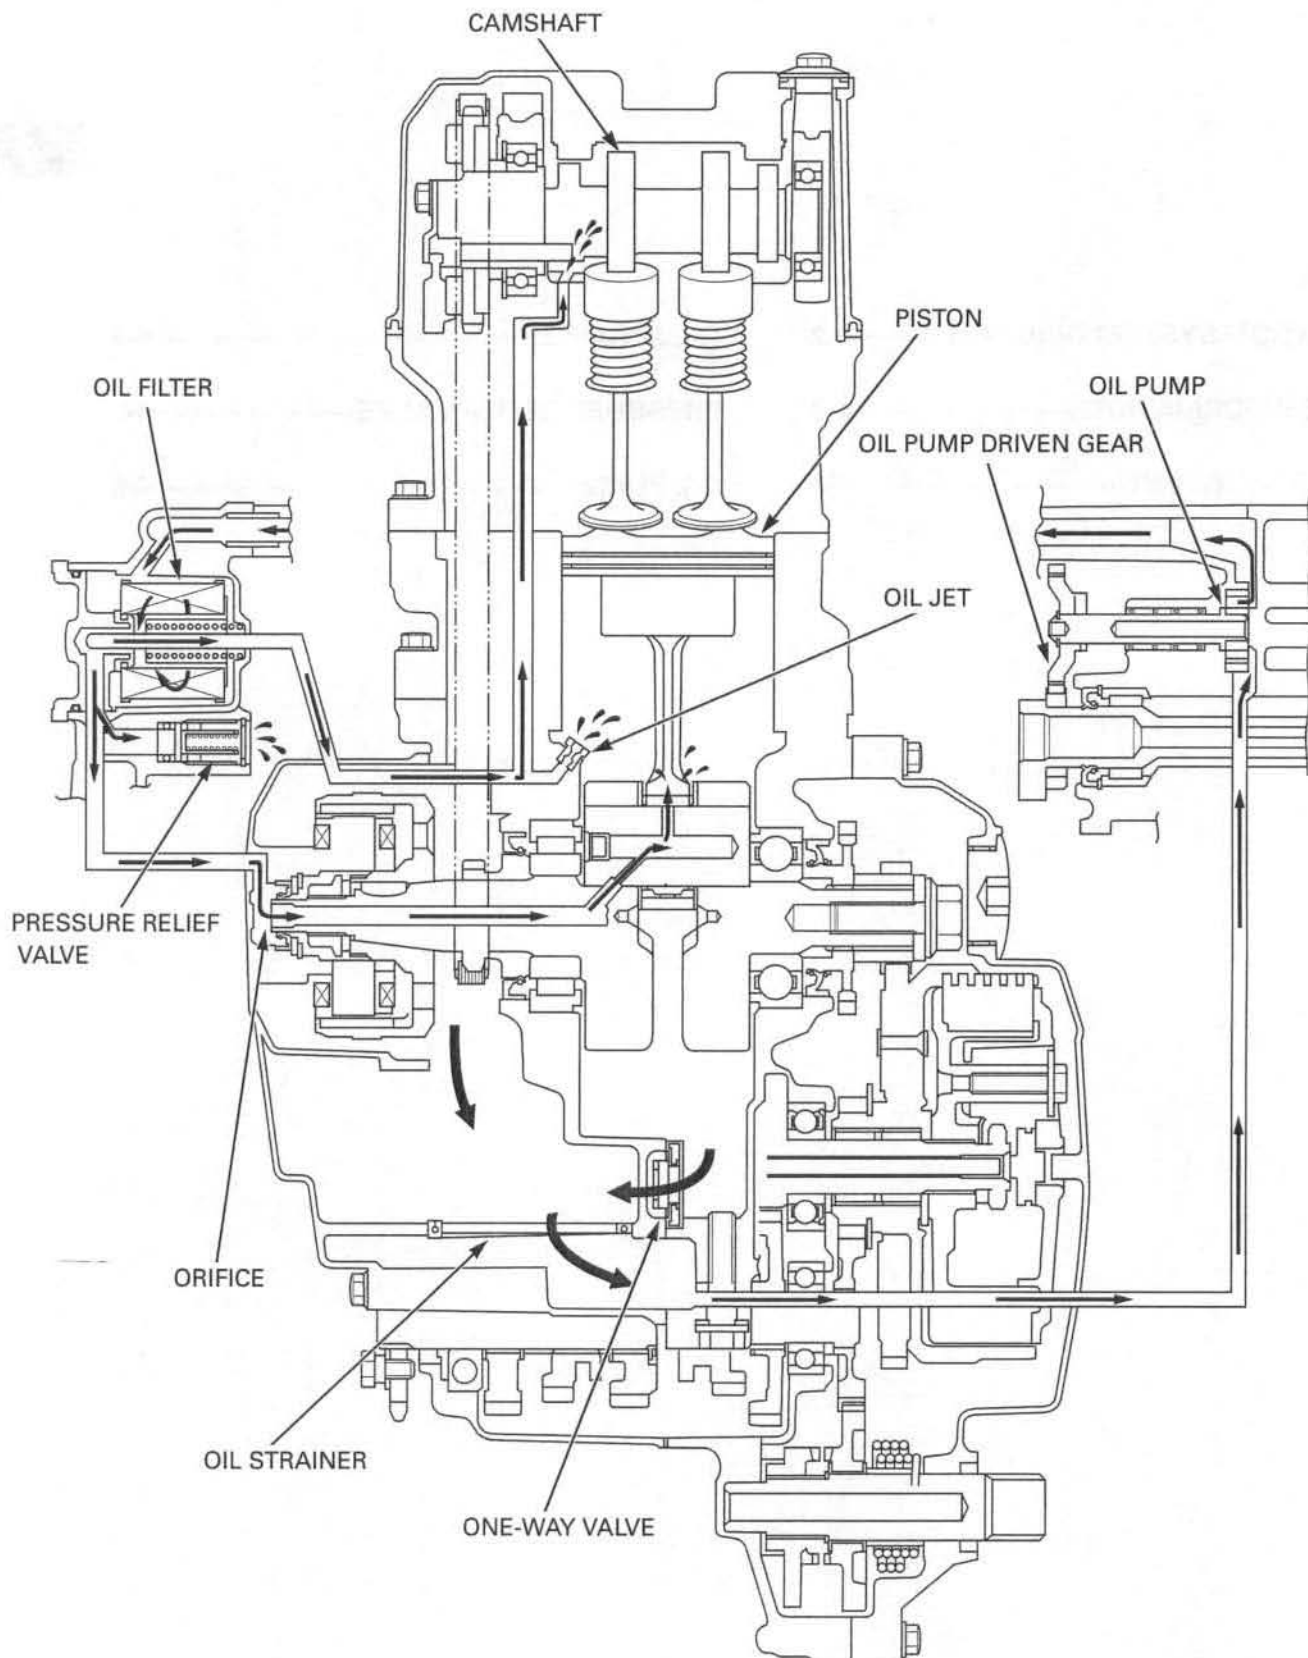 CAMSHAFT
PISTON
OIL FILTER
OIL PUMP
OIL PUMP DRIVEN GEAR
OIL JET
PRESSURE RELIEF
VALVE
ORIFICE
OIL STRAINER
ONE-WAY VALVE